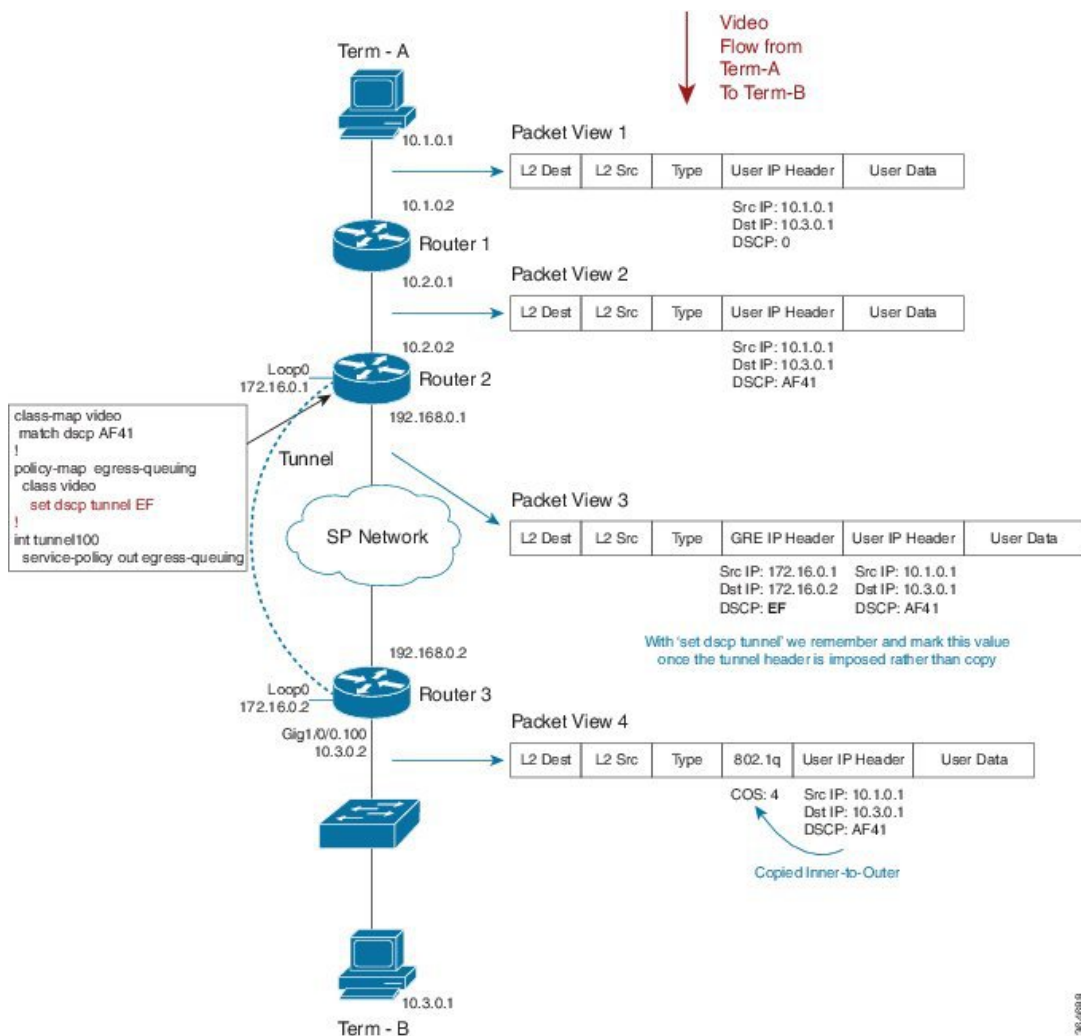 Video
Flow from
Term-A
To Term-B
Term - A
10.1.0.1
Packet View 1
L2 Dest L2 Src Type User IP Header User Data
Src IP: 10.1.0.1
Dst IP: 10.3.0.1
DSCP: 0
10.1.0.2
Router 1
10.2.0.1
Packet View 2
L2 Dest L2 Src Type User IP Header User Data
Src IP: 10.1.0.1
Dst IP: 10.3.0.1
DSCP: AF41
10.2.0.2
Loop0
172.16.0.1
Router 2
192.168.0.1
class-map video
match dscp AF41
!
policy-map egress-queuing
class video
set dscp tunnel EF
!
int tunnel100
service-policy out egress-queuing
Tunnel
SP Network
Packet View 3
L2 Dest L2 Src Type GRE IP Header User IP Header User Data
Src IP: 172.16.0.1 Src IP: 10.1.0.1
Dst IP: 172.16.0.2 Dst IP: 10.3.0.1
DSCP: EF DSCP: AF41
With 'set dscp tunnel' we remember and mark this value
once the tunnel header is imposed rather than copy
192.168.0.2
Loop0
172.16.0.2
Router 3
Gig1/0/0.100
10.3.0.2
Packet View 4
L2 Dest L2 Src Type 802.1q User IP Header User Data
COS: 4 Src IP: 10.1.0.1
Dst IP: 10.3.0.1
DSCP: AF41
Copied Inner-to-Outer
10.3.0.1
Term - B